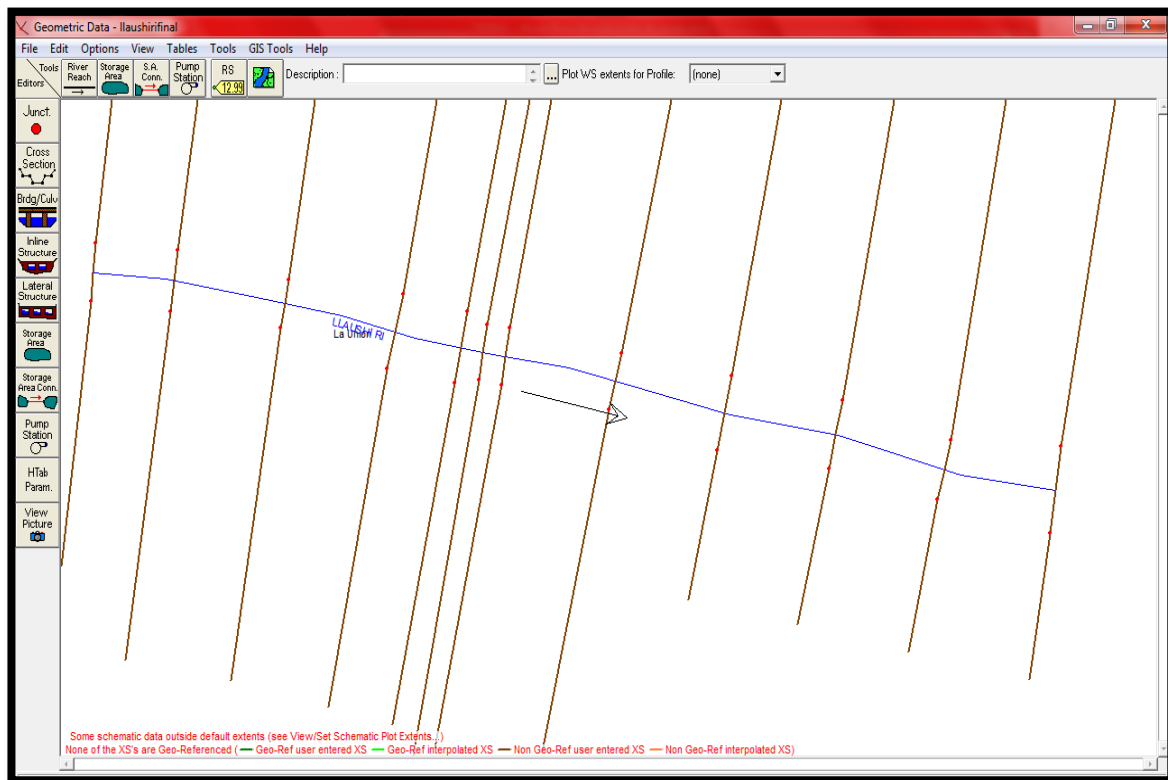 Geometric Data - llaushirifinal
File Edit Options View Tables Tools GIS Tools Help
Tools
Editors
River
Reach
Storage
Area
S.A.
Conn.
Pump
Station
RS
12.99
Description :
...
Plot WS extents for Profile:
(none)
Junct.
Cross
Section
Brdg/Culv
Inline
Structure
Lateral
Structure
Storage
Area
Storage
Area Conn.
Pump
Station
HTab
Param.
View
Picture
LLAUSHI RI
La Union
Some schematic data outside default extents (see View/Set Schematic Plot Extents...)
None of the XS's are Geo-Referenced ( Geo-Ref user entered XS Geo-Ref interpolated XS Non Geo-Ref user entered XS Non Geo-Ref interpolated XS)